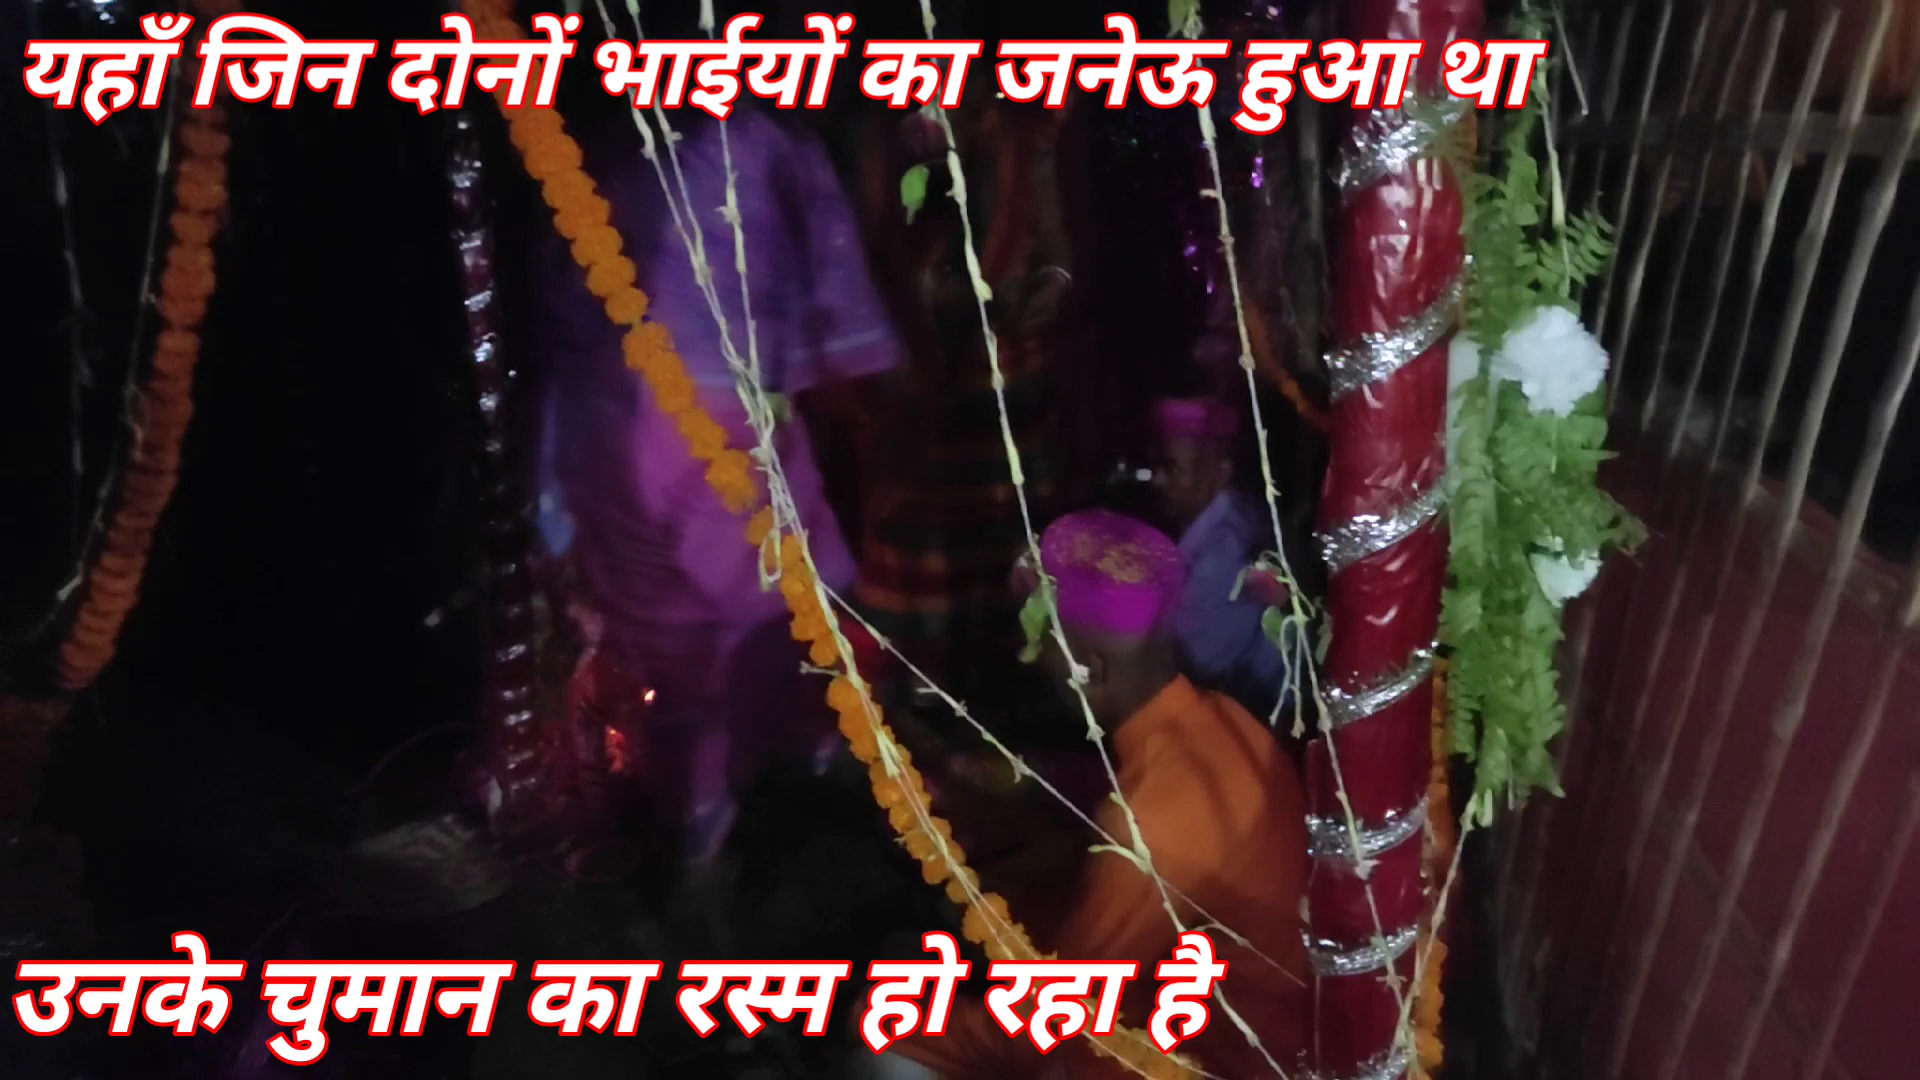 यहाँ जिन दोनों भाईयों का जनेऊ हुआ था
उनके चुमान का रस्म हो रहा है